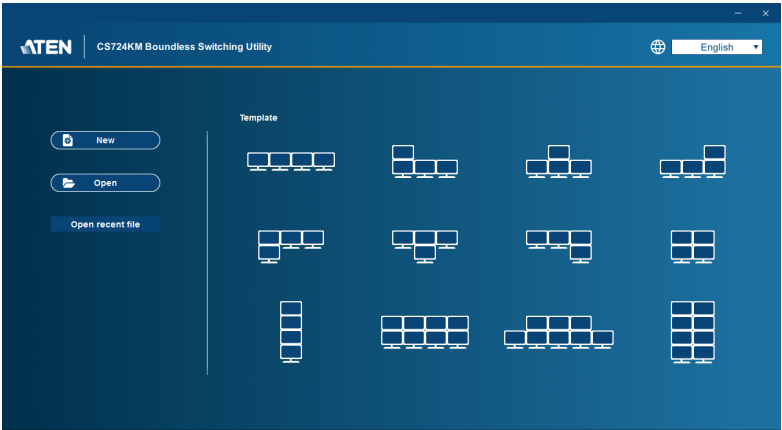 ATEN
CS724KM Boundless Switching Utility
English
Template
New
Open
Open recent file